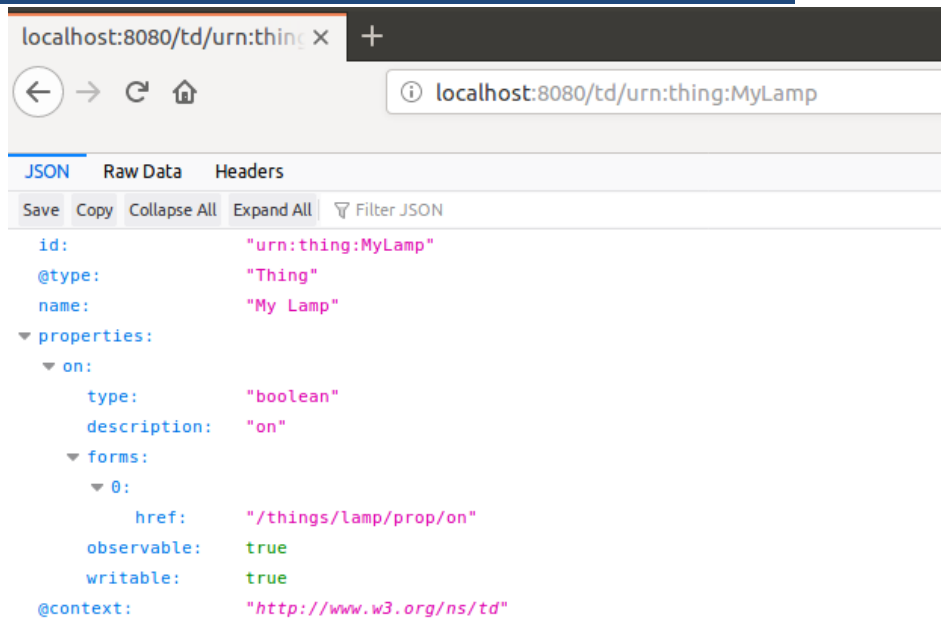 localhost:8080/td/urn:thing
localhost:8080/td/urn:thing:MyLamp
JSON Raw Data Headers
Save Copy Collapse All Expand All Filter JSON
id: "urn:thing:MyLamp"
@type: "Thing"
name: "My Lamp"
properties:
on:
type: "boolean"
description: "on"
forms:
0:
href: "/things/lamp/prop/on"
observable: true
writable: true
@context: "http://www.w3.org/ns/td"